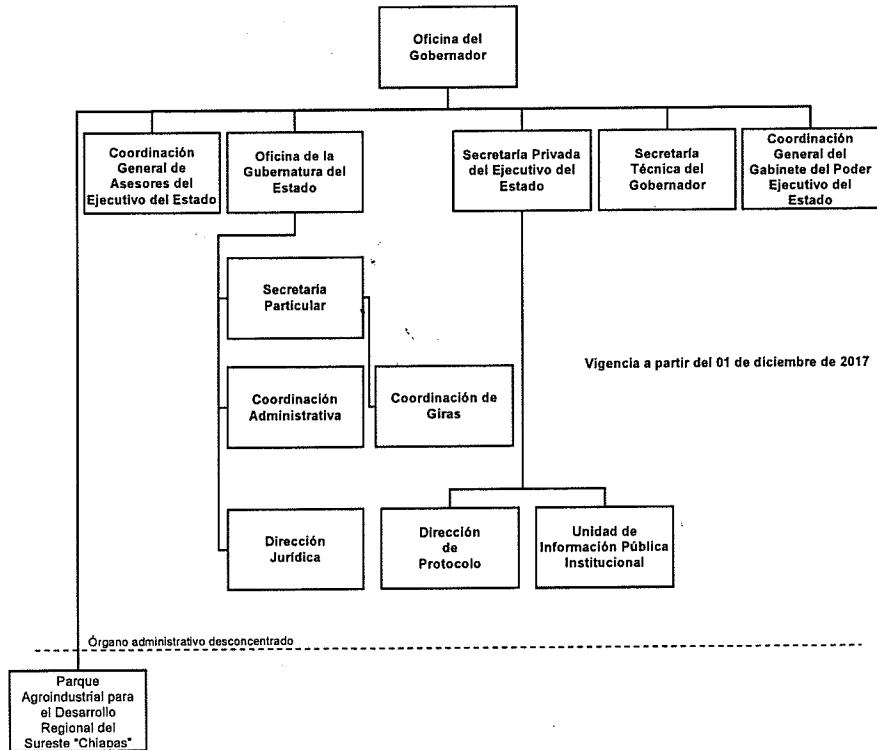 Oficina del
Gobernador
Coordinación
General de
Asesores del
Ejecutivo del Estado
Oficina de la
Gubernatura del
Estado
Secretaría Privada
del Ejecutivo del
Estado
Secretaría
Técnica del
Gobernador
Coordinación
General del
Gabinete del Poder
Ejecutivo del
Estado
Secretaría
Particular
Vigencia a partir del 01 de diciembre de 2017
Coordinación
Administrativa
Coordinación de
Giras
Dirección
Jurídica
Dirección
de
Protocolo
Unidad de
Información Pública
Institucional
Órgano administrativo desconcentrado
Parque
Agroindustrial para
el Desarrollo
Regional del
Sureste "Chiapas"